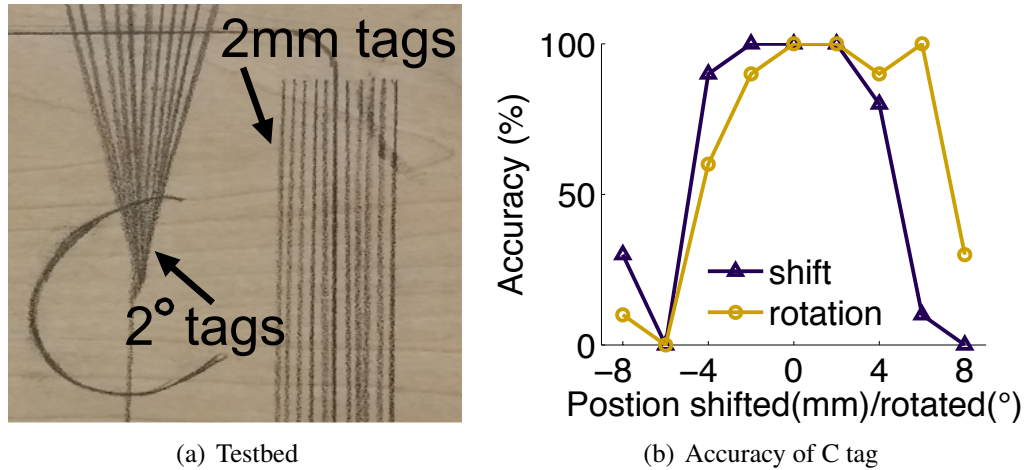 2mm tags
2° tags
(a) Testbed
Accuracy (%)
100
50
0
shift
rotation
−8 −4 0 4 8
Postion shifted(mm)/rotated(°)
(b) Accuracy of C tag